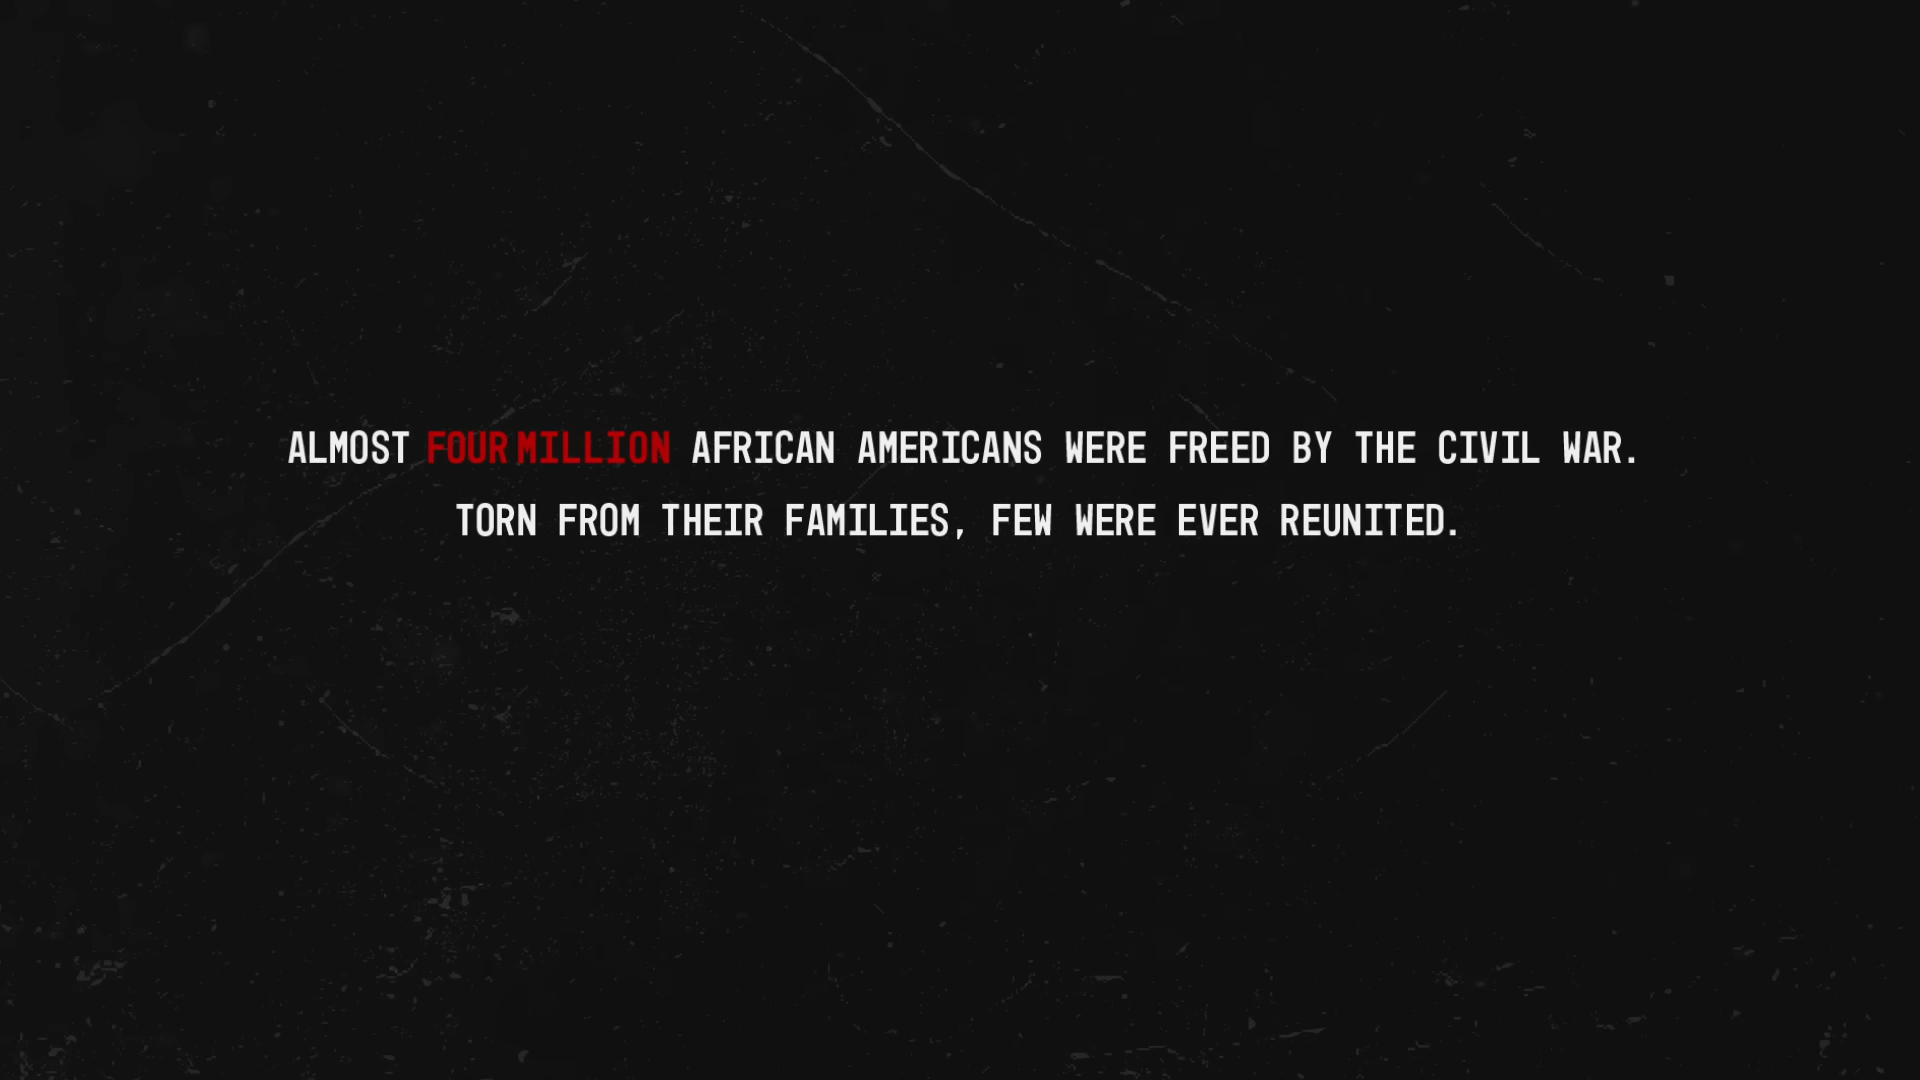 ALMOST FOUR MILLION AFRICAN AMERICANS WERE FREED BY THE CIVIL WAR.
TORN FROM THEIR FAMILIES, FEW WERE EVER REUNITED.